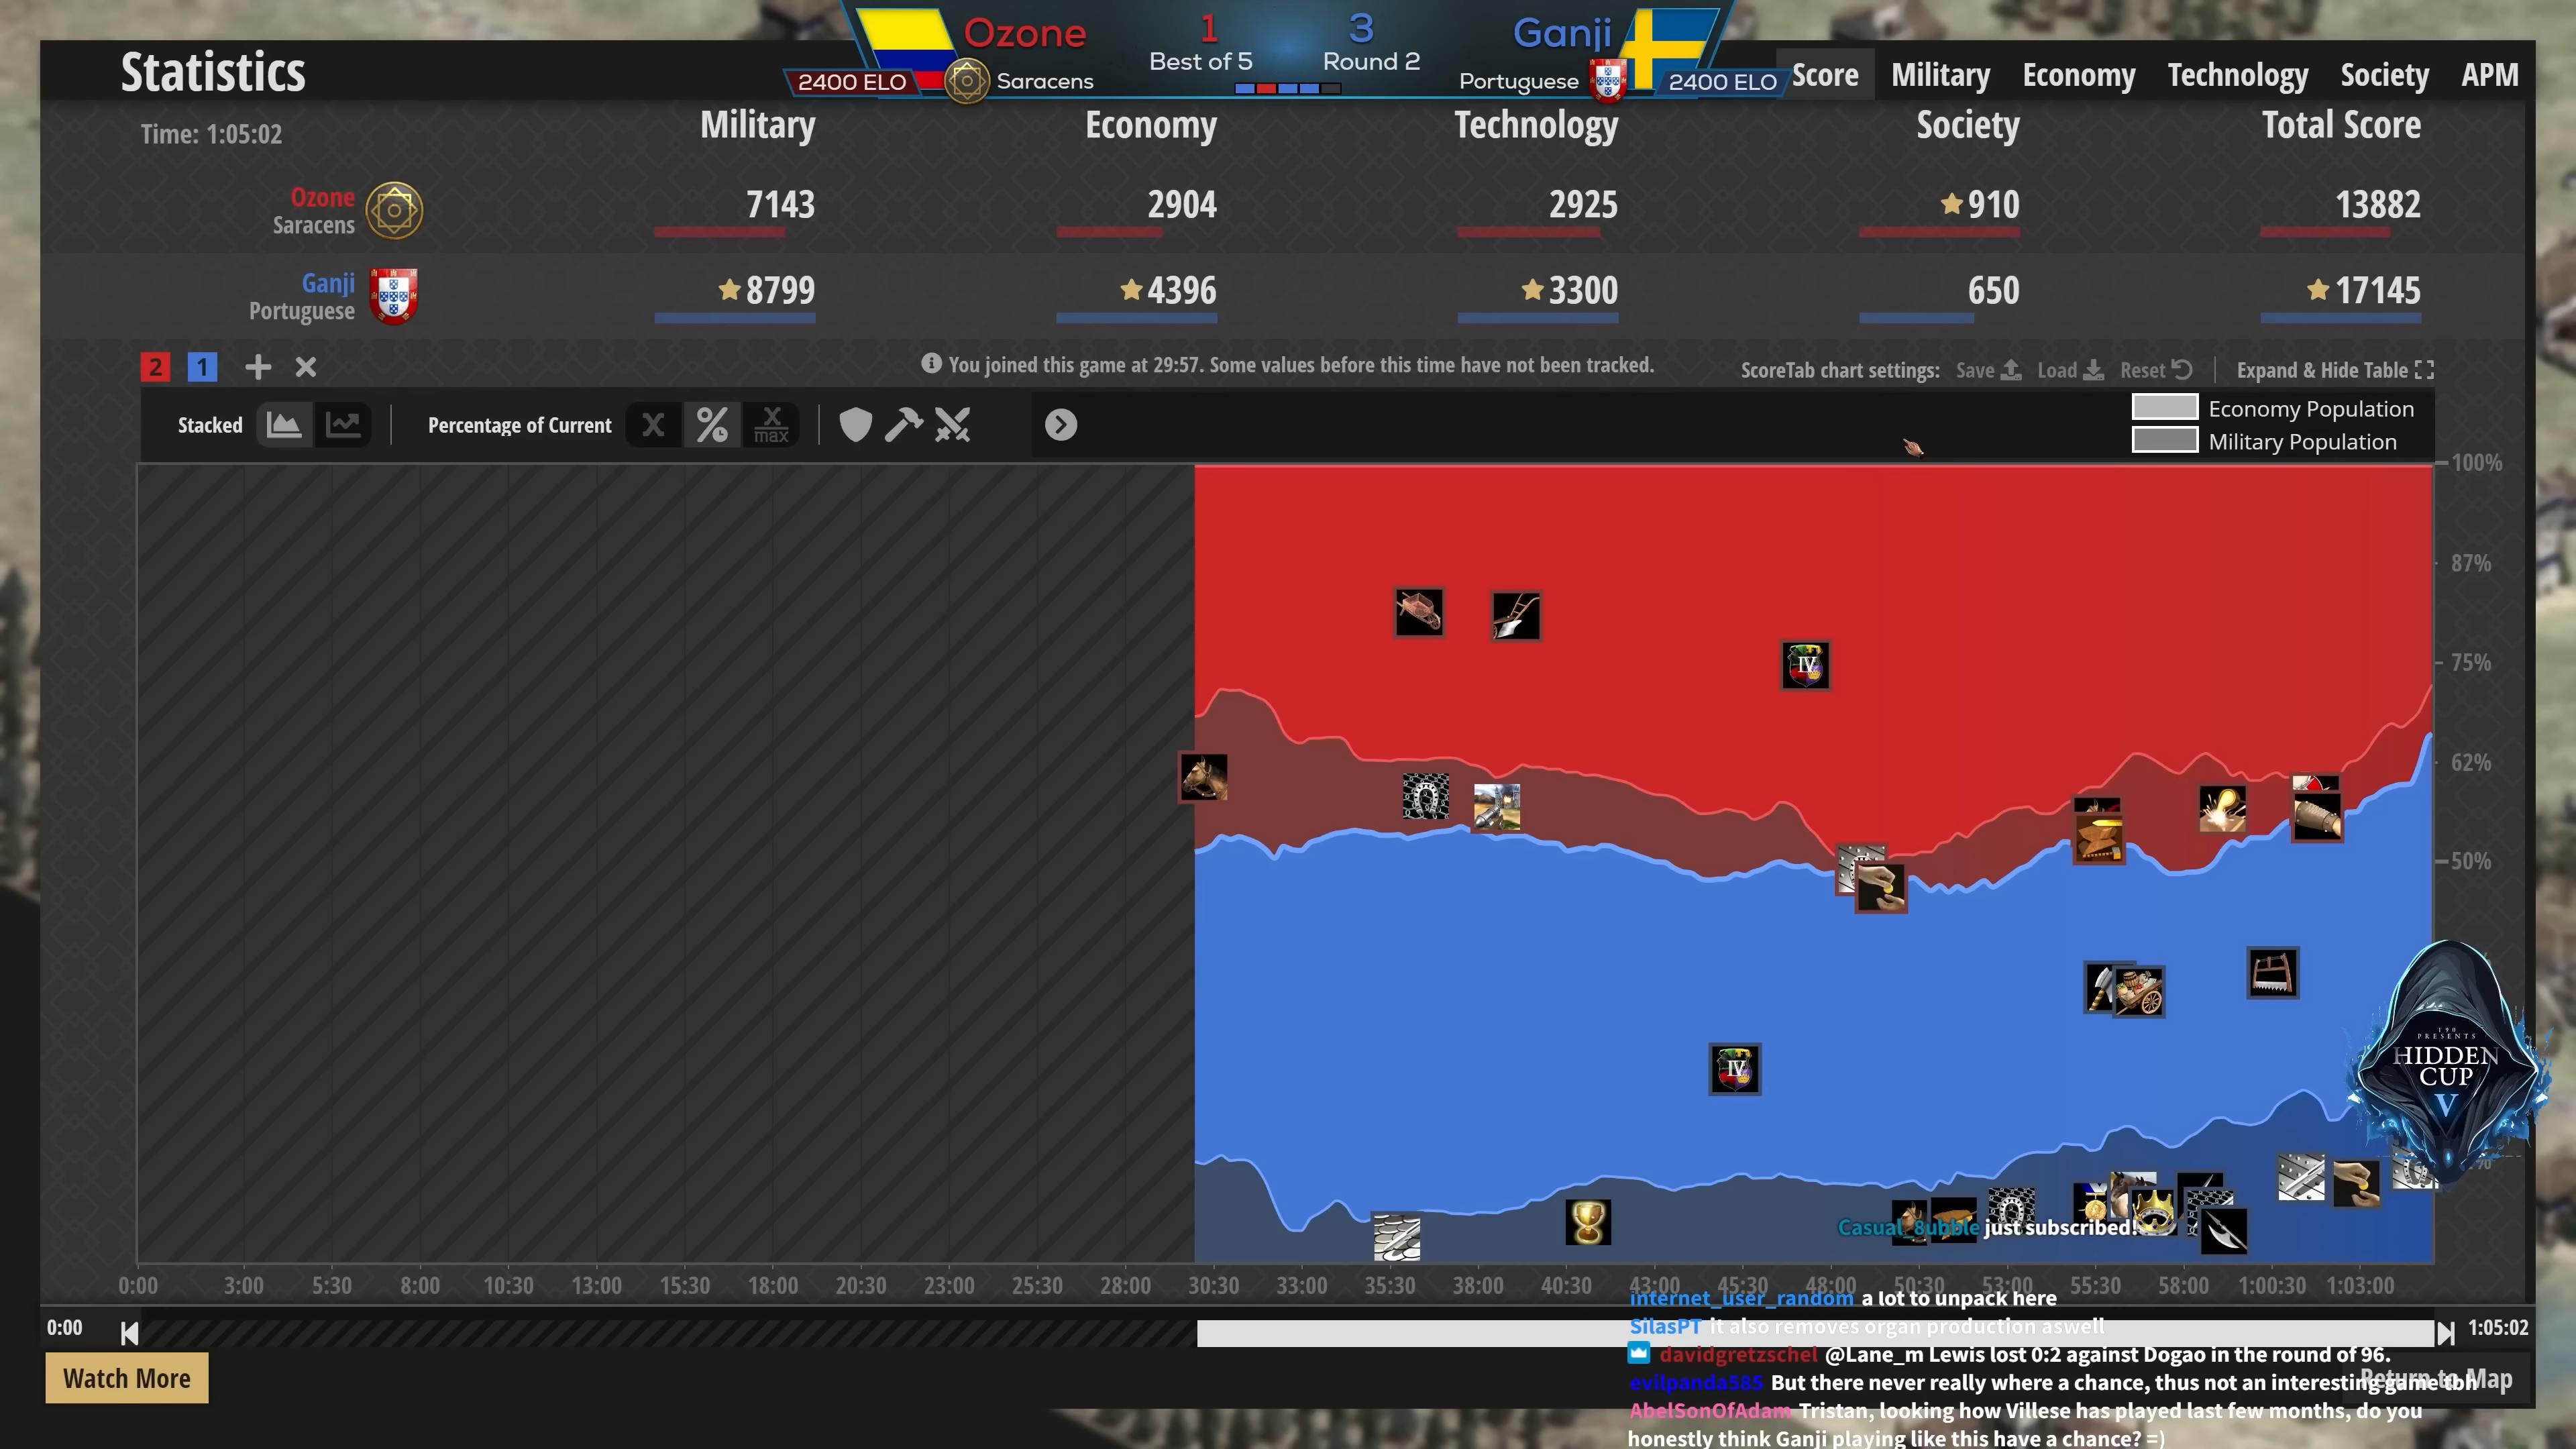 Ozone
1
3
Ganji
Best of 5
Round 2
2400 ELO
Saracens
Portuguese
2400 ELO
Statistics
Score
Military
Economy
Technology
Society
APM
Time: 1:05:02
Military
Economy
Technology
Society
Total Score
Ozone
Saracens
7143
2904
2925
910
13882
Ganji
Portuguese
8799
4396
3300
650
17145
2
1
You joined this game at 29:57. Some values before this time have not been tracked.
ScoreTab chart settings:
Save
Load
Reset
Expand & Hide Table
Stacked
Percentage of Current
X
%
X
max
Economy Population
Military Population
100%
87%
75%
62%
50%
IV
IV
T90
PRESENTS
HIDDEN
CUP
V
Casual_8ubble just subscribed!
0:00
3:00
5:30
8:00
10:30
13:00
15:30
18:00
20:30
23:00
25:30
28:00
30:30
33:00
35:30
38:00
40:30
43:00
45:30
48:00
50:30
53:00
55:30
58:00
1:00:30
1:03:00
internet_user_random a lot to unpack here
0:00
1:05:02
SilasPT it also removes organ production aswell
davidgretzschel @Lane_m Lewis lost 0:2 against Dogao in the round of 96.
Watch More
Return to Map
evilpanda585 But there never really where a chance, thus not an interesting game tbh
AbelSonOfAdam Tristan, looking how Villese has played last few months, do you
honestly think Ganji playing like this have a chance? =)